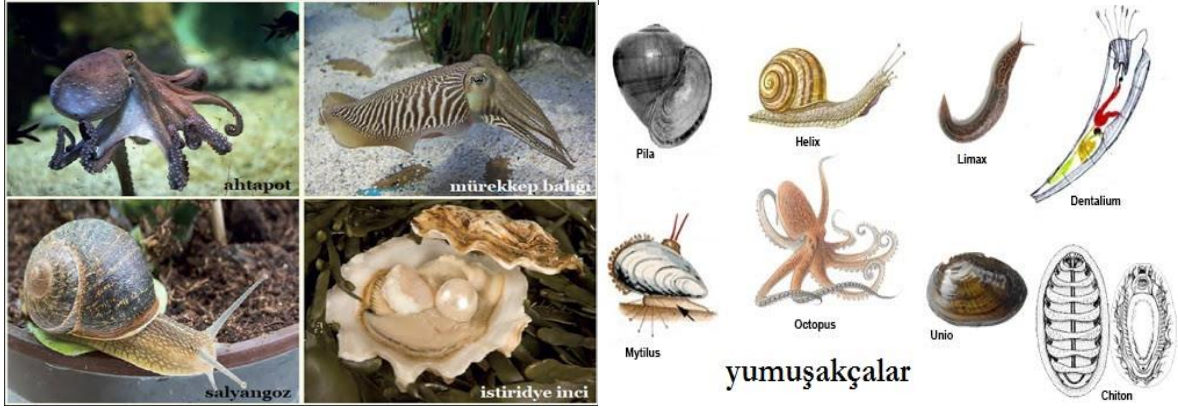 ahtapot
mürekkep balığı
salyangoz
istiridye inci
Pila
Helix
Limax
Dentalium
Mytilus
Octopus
Unio
Chiton
yumuşakçalar